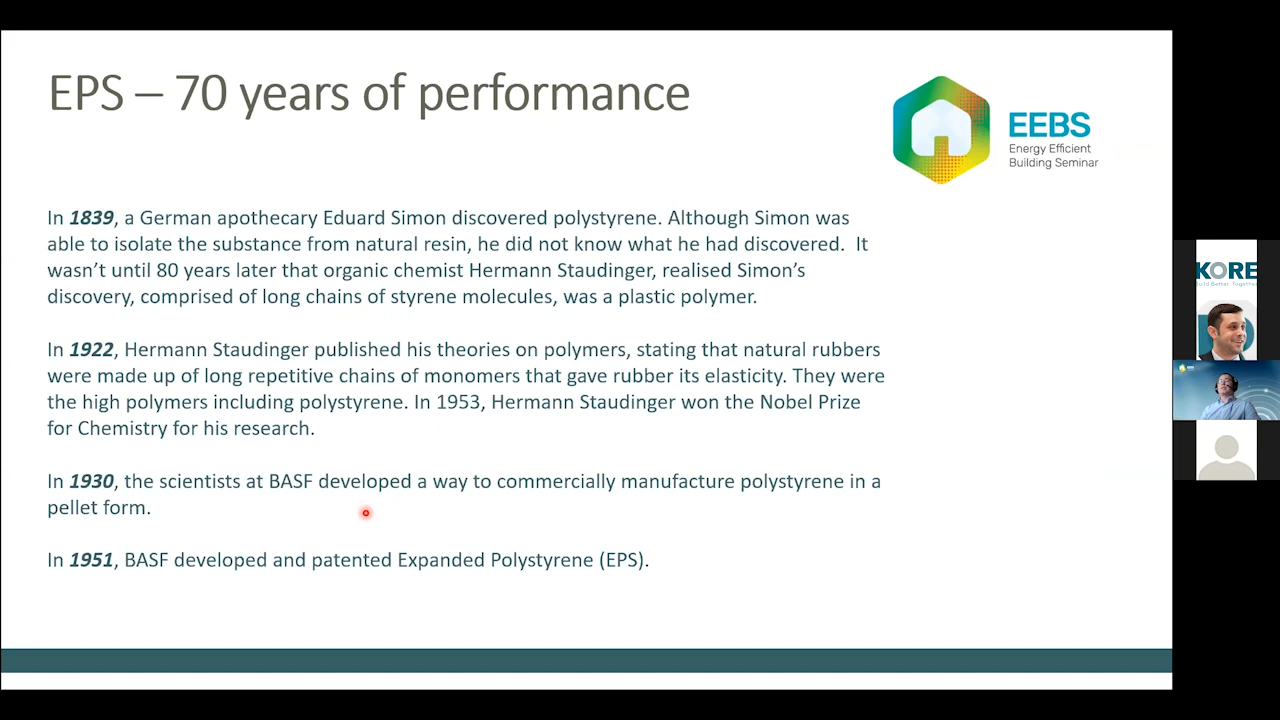 EPS – 70 years of performance
EEBS
Energy Efficient
Building Seminar
In 1839, a German apothecary Eduard Simon discovered polystyrene. Although Simon was
able to isolate the substance from natural resin, he did not know what he had discovered.  It
wasn't until 80 years later that organic chemist Hermann Staudinger, realised Simon's
discovery, comprised of long chains of styrene molecules, was a plastic polymer.
In 1922, Hermann Staudinger published his theories on polymers, stating that natural rubbers
were made up of long repetitive chains of monomers that gave rubber its elasticity. They were
the high polymers including polystyrene. In 1953, Hermann Staudinger won the Nobel Prize
for Chemistry for his research.
In 1930, the scientists at BASF developed a way to commercially manufacture polystyrene in a
pellet form.
In 1951, BASF developed and patented Expanded Polystyrene (EPS).
KORE
Build Better. Together